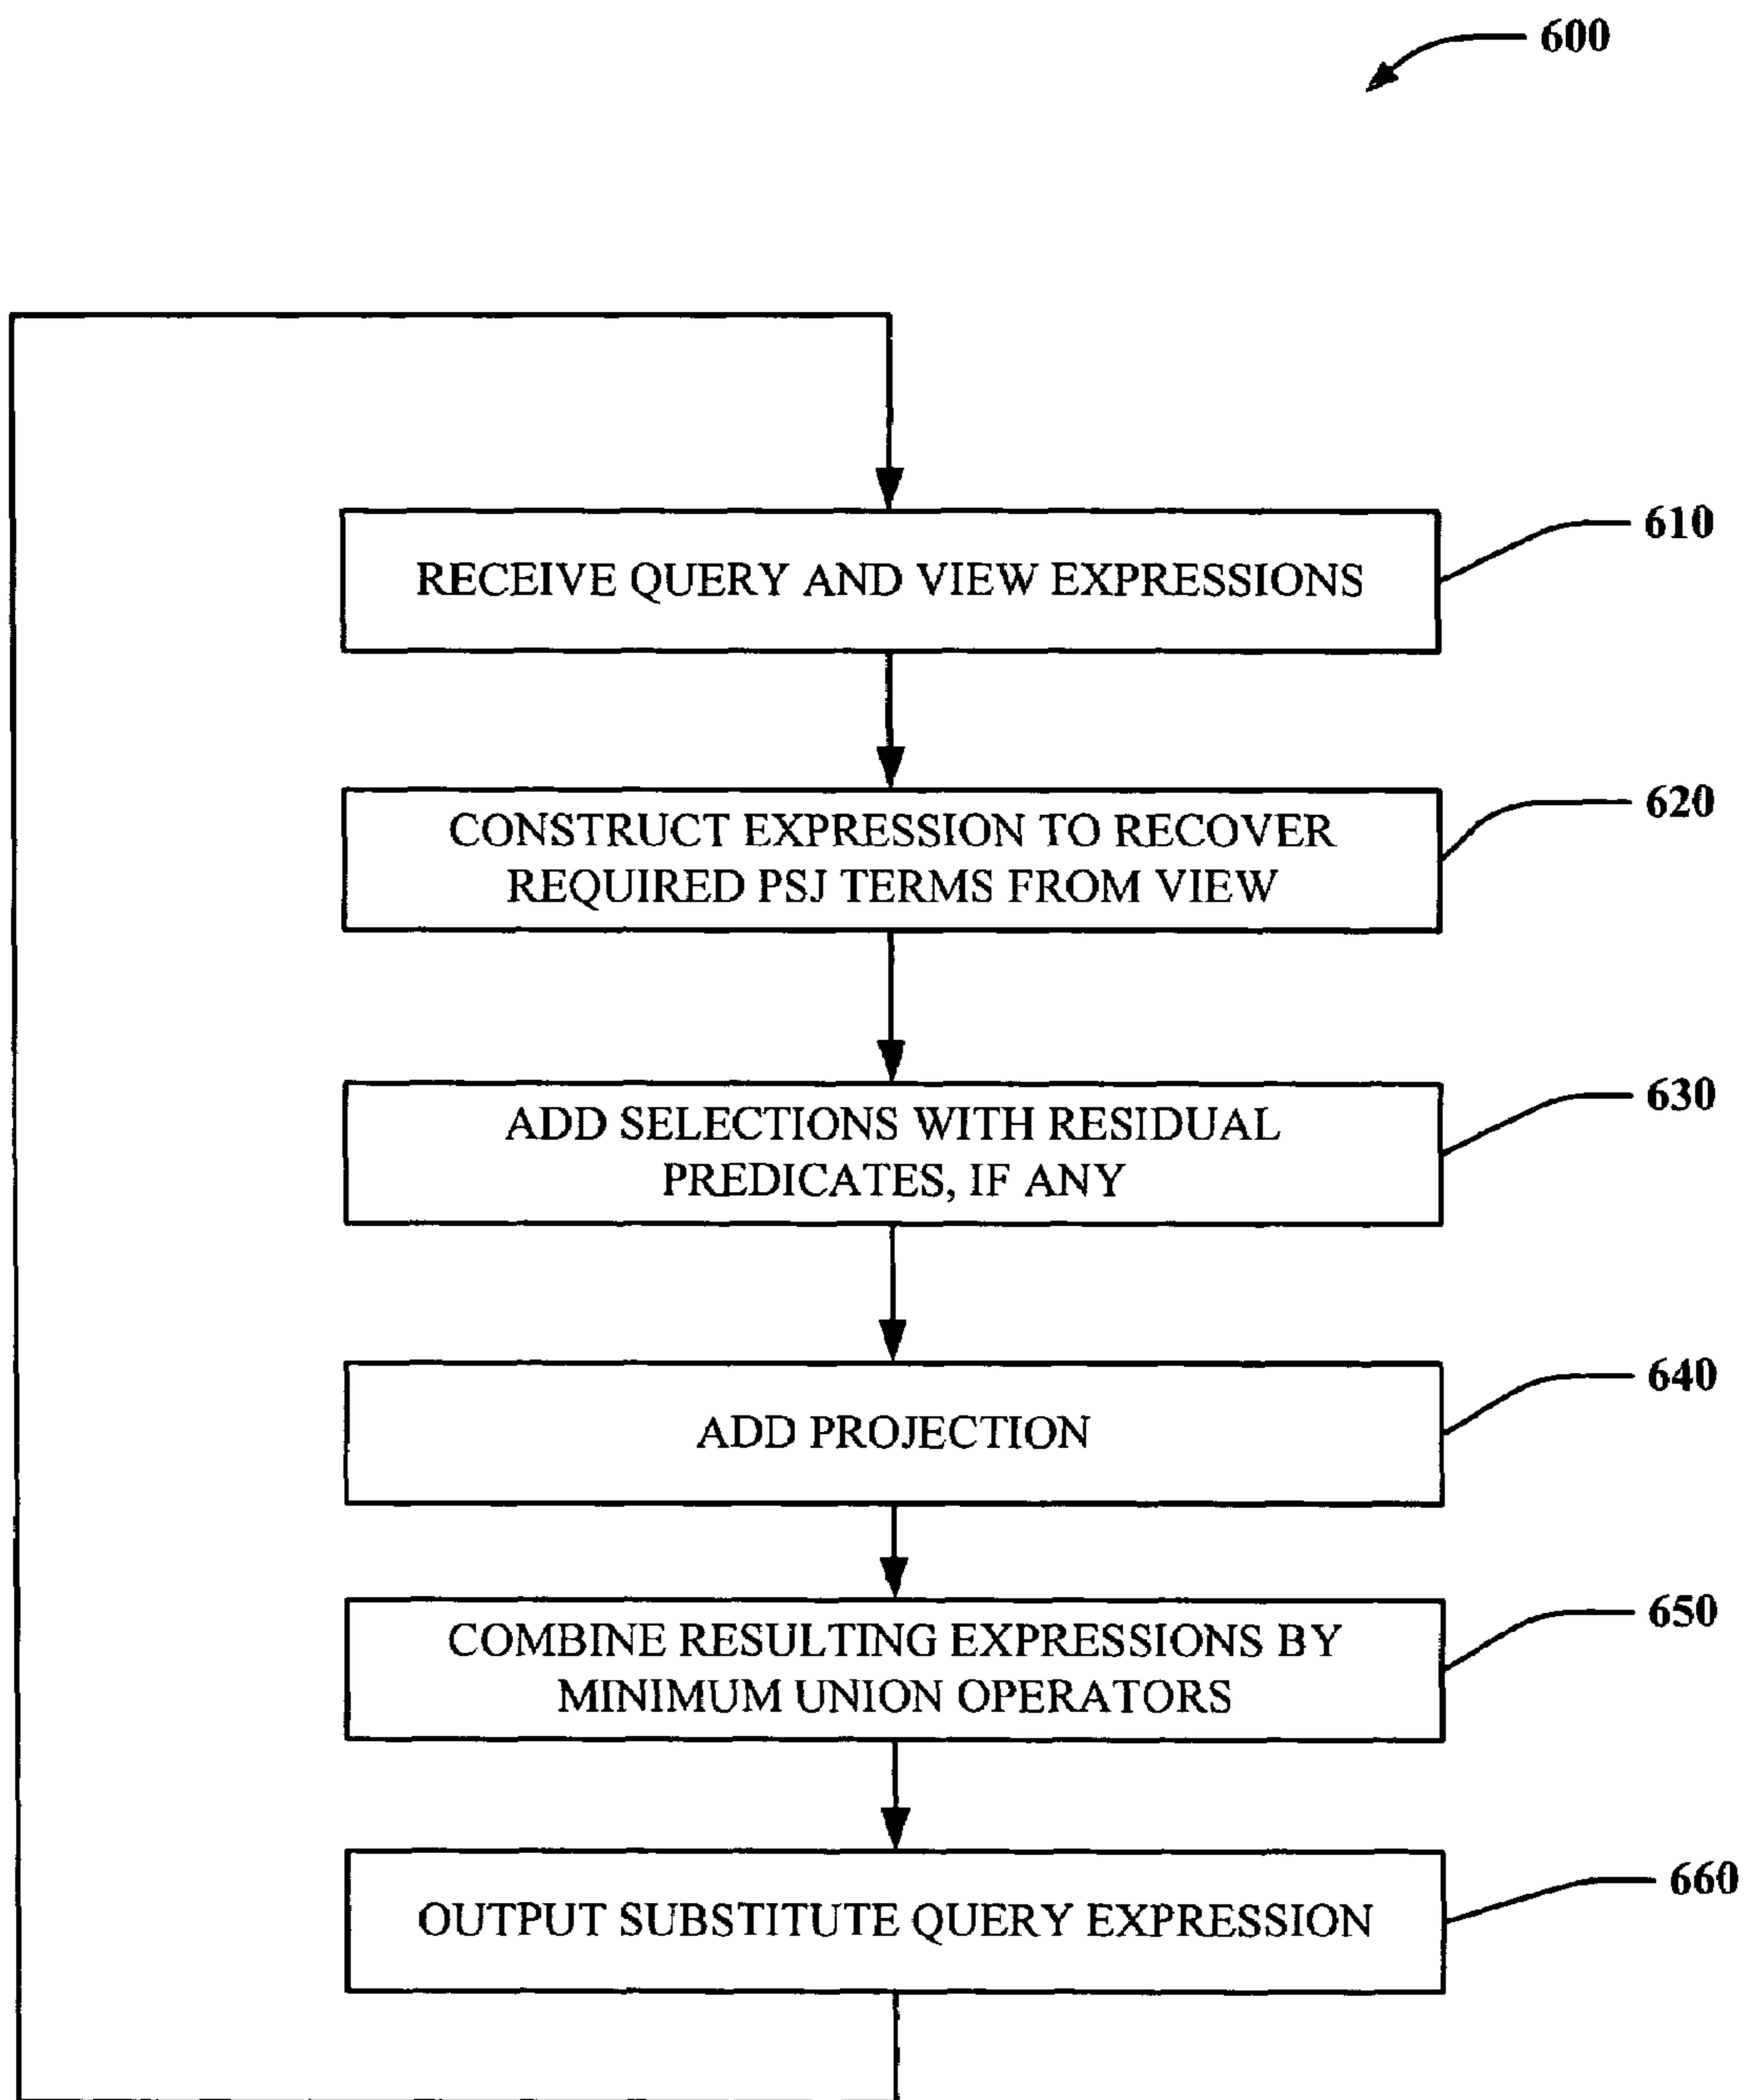 600
RECEIVE QUERY AND VIEW EXPRESSIONS
610
CONSTRUCT EXPRESSION TO RECOVER
REQUIRED PSJ TERMS FROM VIEW
620
ADD SELECTIONS WITH RESIDUAL
PREDICATES, IF ANY
630
ADD PROJECTION
640
COMBINE RESULTING EXPRESSIONS BY
MINIMUM UNION OPERATORS
650
OUTPUT SUBSTITUTE QUERY EXPRESSION
660